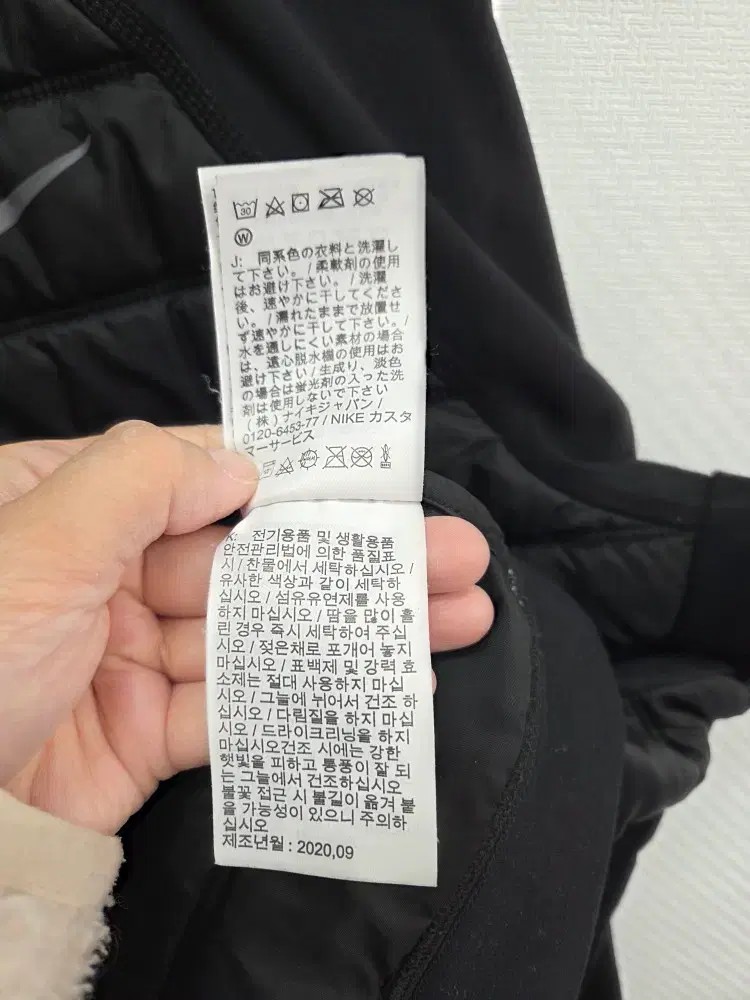 30
W
J: 同系色の衣料と洗濯し
て下さい。/ 柔軟剤の使用
はお避け下さい。/ 洗濯
後、速やかに干してくださ
い。/ 濡れたままで放置せ
ず速やかに干して下さい。/
水を通しにくい素材の場合
は、遠心脱水機の使用はお
避け下さい / 生成り、淡色
の場合は蛍光剤の入った洗
剤は使用しないで下さい
(株) ナイキジャパン /
0120-6453-77 / NIKE カスタ
マーサービス
K: 전기용품 및 생활용품
안전관리법에 의한 품질표
시 / 찬물에서 세탁하십시오 /
유사한 색상과 같이 세탁하
십시오 / 섬유유연제를 사용
하지 마십시오 / 땀을 많이 흘
린 경우 즉시 세탁하여 주십
시오 / 젖은채로 포개어 놓지
마십시오 / 표백제 및 강력 효
소제는 절대 사용하지 마십
시오 / 그늘에 뉘어서 건조 하
십시오 / 다림질을 하지 마십
시오 / 드라이크리닝을 하지
마십시오건조 시에는 강한
햇빛을 피하고 통풍이 잘 되
는 그늘에서 건조하십시오
불꽃 접근 시 불길이 옮겨 붙
을 가능성이 있으니 주의하
십시오
제조년월 : 2020,09